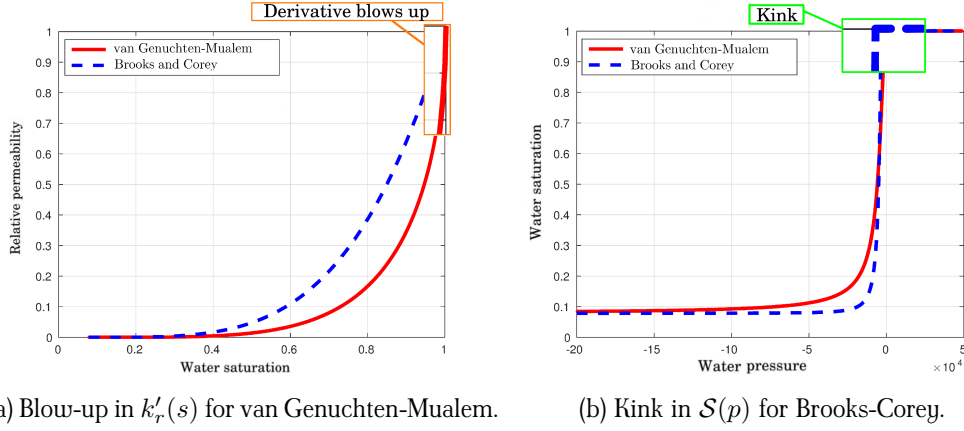 Derivative blows up
Kink
van Genuchten-Mualem
Brooks and Corey
1
0.9
0.8
0.7
0.6
0.5
0.4
0.3
0.2
0.1
0
Relative permeability
0
0.2
0.4
0.6
0.8
1
Water saturation
van Genuchten-Mualem
Brooks and Corey
1
0.9
0.8
0.7
0.6
0.5
0.4
0.3
0.2
0.1
0
Water saturation
-20
-15
-10
-5
0
5
×10⁴
Water pressure
a) Blow-up in k′ᵣ(s) for van Genuchten-Mualem.
(b) Kink in 𝒮(p) for Brooks-Corey.